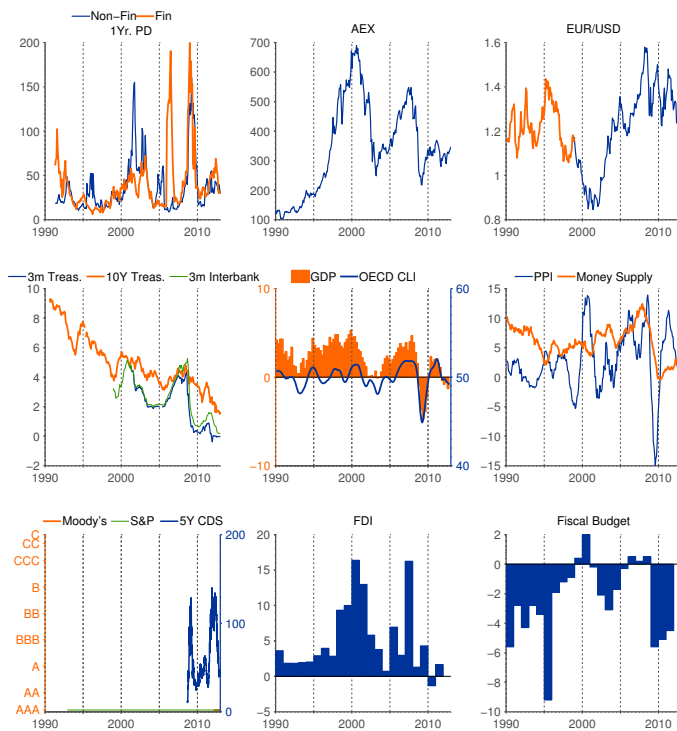 Non−Fin Fin
1Yr. PD
200
150
100
50
0
1990 2000 2010
AEX
700
600
500
400
300
200
100
1990 2000 2010
EUR/USD
1.6
1.4
1.2
1
0.8
1990 2000 2010
3m Treas. 10Y Treas. 3m Interbank
10
8
6
4
2
0
−2
1990 2000 2010
GDP OECD CLI
10 60
0 50
−10 40
1990 2000 2010
PPI Money Supply
15
10
5
0
−5
−10
−15
1990 2000 2010
Moody's S&P 5Y CDS
C 200
CC
CCC
B
BB 100
BBB
A
AA
AAA 0
1990 2000 2010
FDI
20
15
10
5
0
−5
1990 2000 2010
Fiscal Budget
2
0
−2
−4
−6
−8
−10
1990 2000 2010